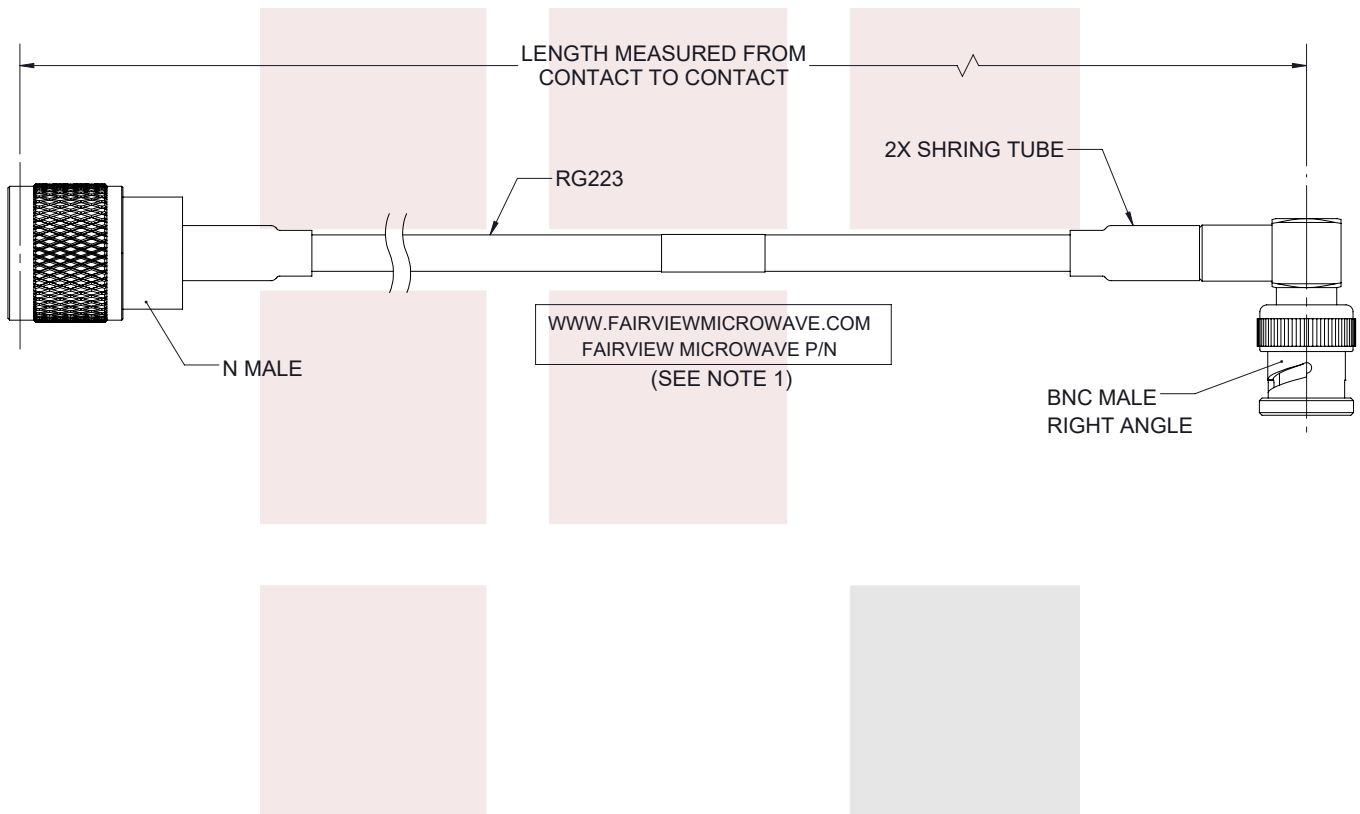 LENGTH MEASURED FROM
CONTACT TO CONTACT
2X SHRING TUBE
RG223
WWW.FAIRVIEWMICROWAVE.COM
FAIRVIEW MICROWAVE P/N
(SEE NOTE 1)
N MALE
BNC MALE
RIGHT ANGLE